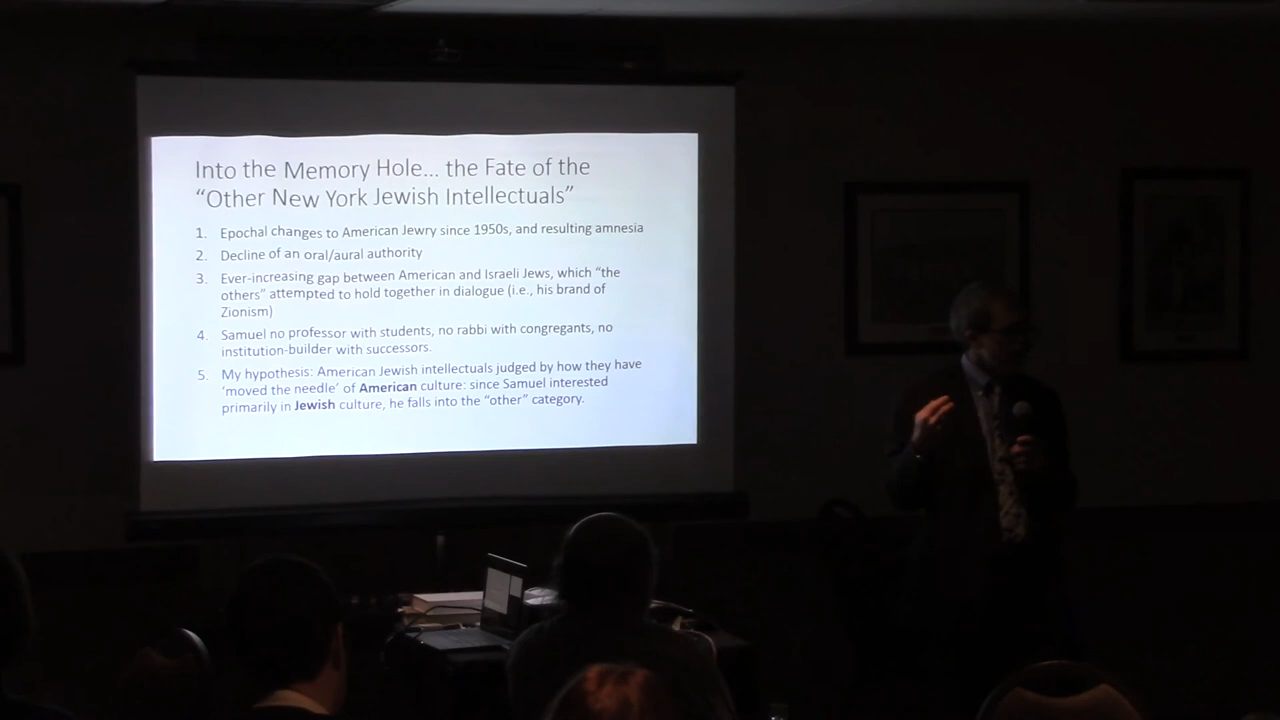 Into the Memory Hole... the Fate of the
“Other New York Jewish Intellectuals”
1. Epochal changes to American Jewry since 1950s, and resulting amnesia
2. Decline of an oral/aural authority
3. Ever-increasing gap between American and Israeli Jews, which “the
others” attempted to hold together in dialogue (i.e., his brand of
Zionism)
4. Samuel no professor with students, no rabbi with congregants, no
institution-builder with successors.
5. My hypothesis: American Jewish intellectuals judged by how they have
‘moved the needle’ of American culture: since Samuel interested
primarily in Jewish culture, he falls into the “other” category.